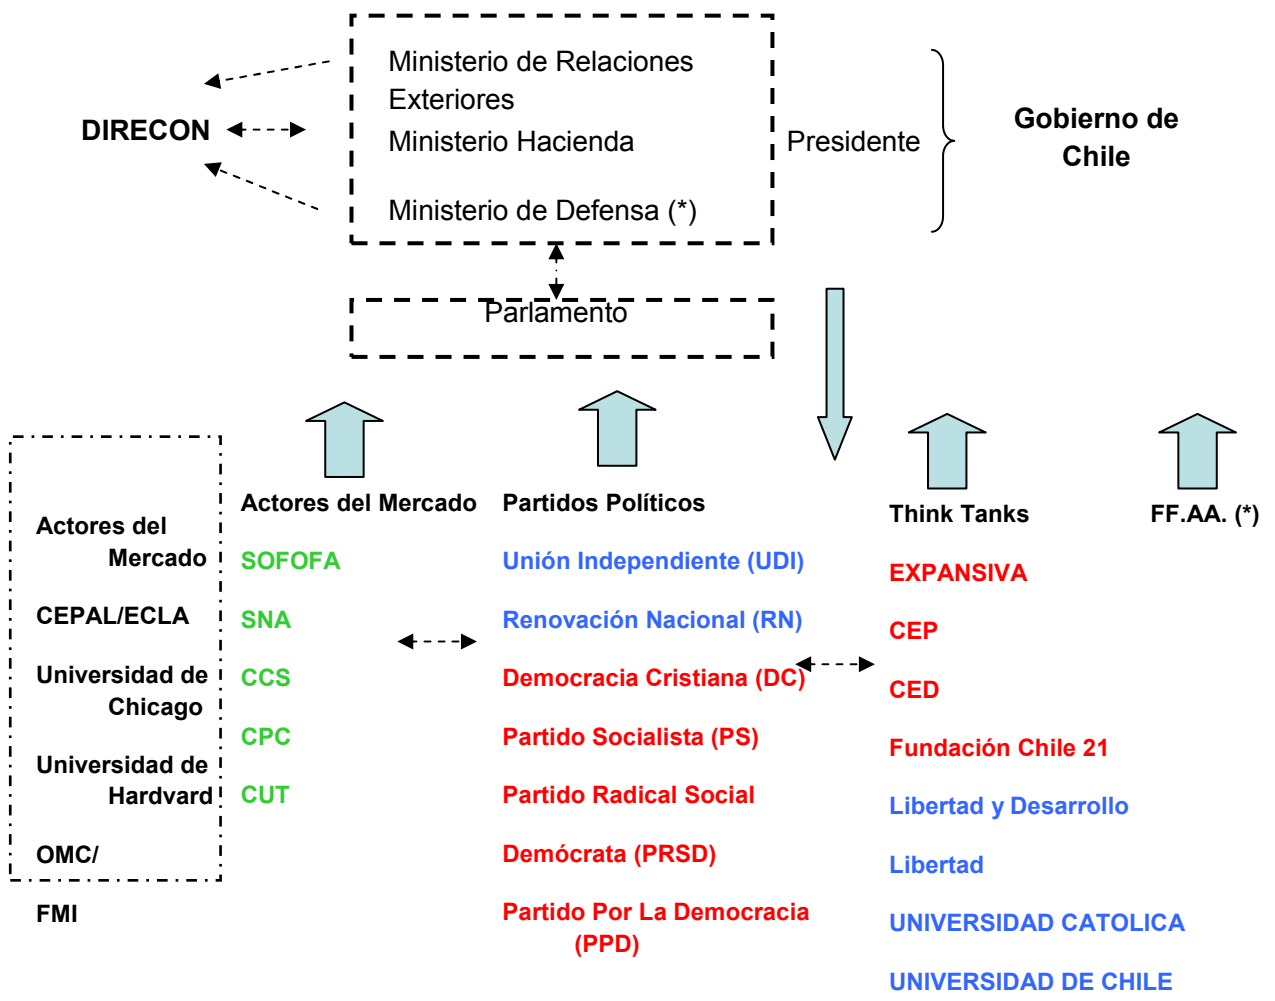 Ministerio de Relaciones
Exteriores
DIRECON
Ministerio Hacienda
Presidente
Gobierno de
Chile
Ministerio de Defensa (*)
Parlamento
Actores del
Mercado
CEPAL/ECLA
Universidad de
Chicago
Universidad de
Hardvard
OMC/
FMI
Actores del Mercado
SOFOFA
SNA
CCS
CPC
CUT
Partidos Políticos
Unión Independiente (UDI)
Renovación Nacional (RN)
Democracia Cristiana (DC)
Partido Socialista (PS)
Partido Radical Social
Demócrata (PRSD)
Partido Por La Democracia
(PPD)
Think Tanks
EXPANSIVA
CEP
CED
Fundación Chile 21
Libertad y Desarrollo
Libertad
UNIVERSIDAD CATOLICA
UNIVERSIDAD DE CHILE
FF.AA. (*)